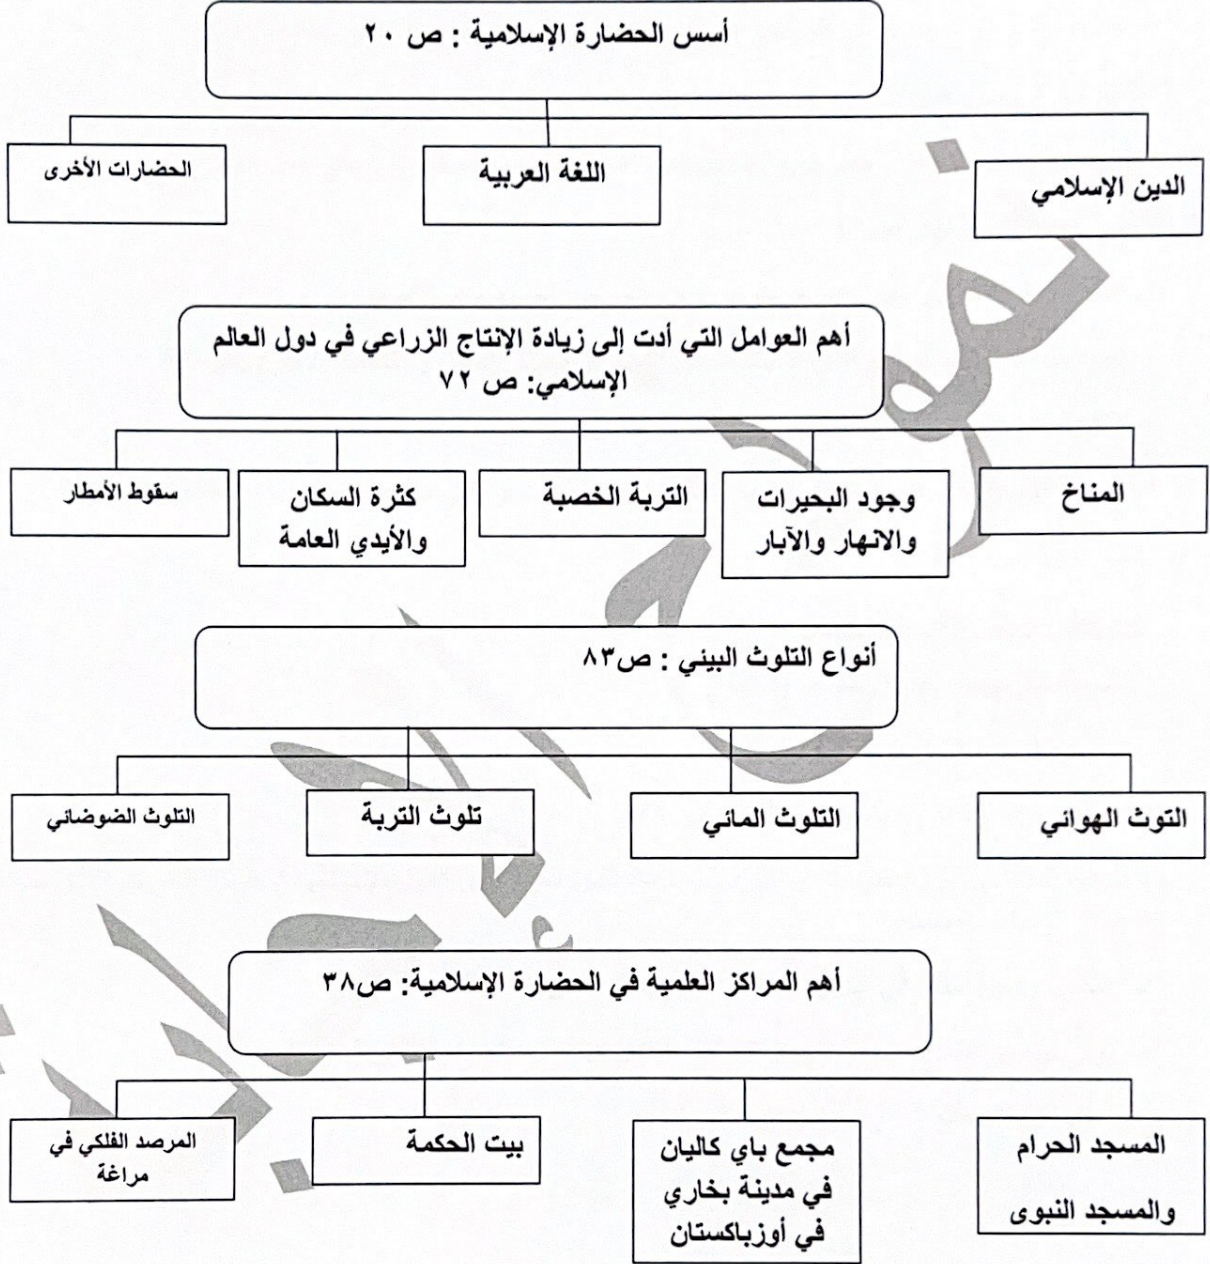 أسس الحضارة الإسلامية : ص ٢٠
الدين الإسلامي
اللغة العربية
الحضارات الأخرى
أهم العوامل التي أدت إلى زيادة الإنتاج الزراعي في دول العالم
الإسلامي: ص ٧٢
المناخ
وجود البحيرات
والانهار والآبار
التربة الخصبة
كثرة السكان
والأيدي العامة
سقوط الأمطار
أنواع التلوث البيئي : ص٨٣
التوث الهوائي
التلوث المائي
تلوث التربة
التلوث الضوضائي
أهم المراكز العلمية في الحضارة الإسلامية: ص٣٨
المسجد الحرام
والمسجد النبوى
مجمع باي كاليان
في مدينة بخاري
في أوزباكستان
بيت الحكمة
المرصد الفلكي في
مراغة